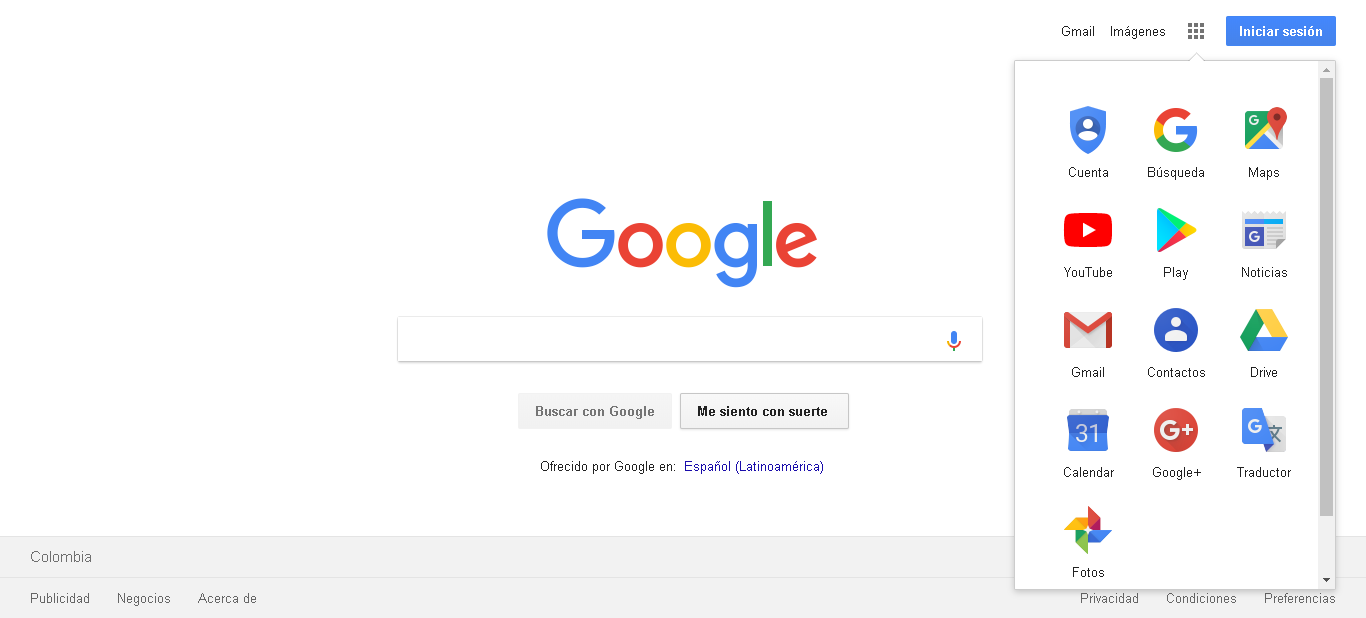 Gmail Imágenes Iniciar sesión
Cuenta Búsqueda Maps
YouTube Play Noticias
Gmail Contactos Drive
31
G+
Calendar Google+ Traductor
Fotos
Google
Buscar con Google Me siento con suerte
Ofrecido por Google en: Español (Latinoamérica)
Colombia
Publicidad Negocios Acerca de
Privacidad Condiciones Preferencias